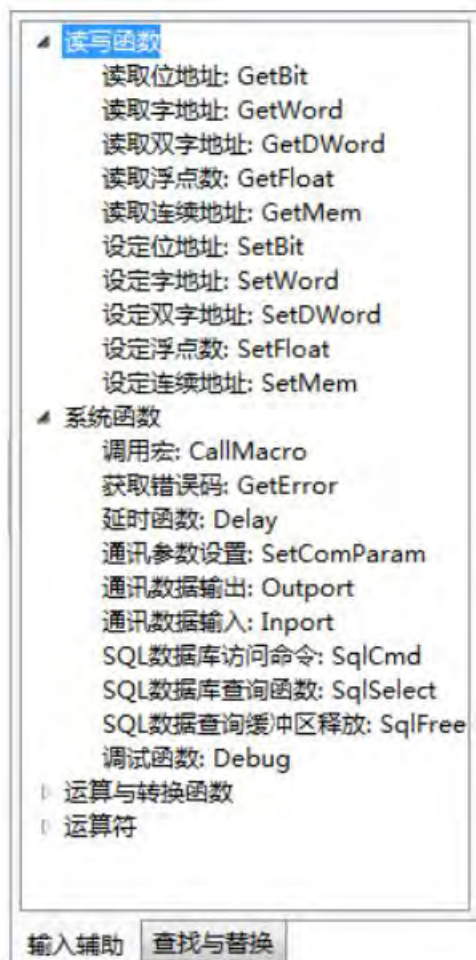 读写函数
读取位地址: GetBit
读取字地址: GetWord
读取双字地址: GetDWord
读取浮点数: GetFloat
读取连续地址: GetMem
设定位地址: SetBit
设定字地址: SetWord
设定双字地址: SetDWord
设定浮点数: SetFloat
设定连续地址: SetMem
系统函数
调用宏: CallMacro
获取错误码: GetError
延时函数: Delay
通讯参数设置: SetComParam
通讯数据输出: Outport
通讯数据输入: Inport
SQL数据库访问命令: SqlCmd
SQL数据库查询函数: SqlSelect
SQL数据查询缓冲区释放: SqlFree
调试函数: Debug
运算与转换函数
运算符
输入辅助 查找与替换